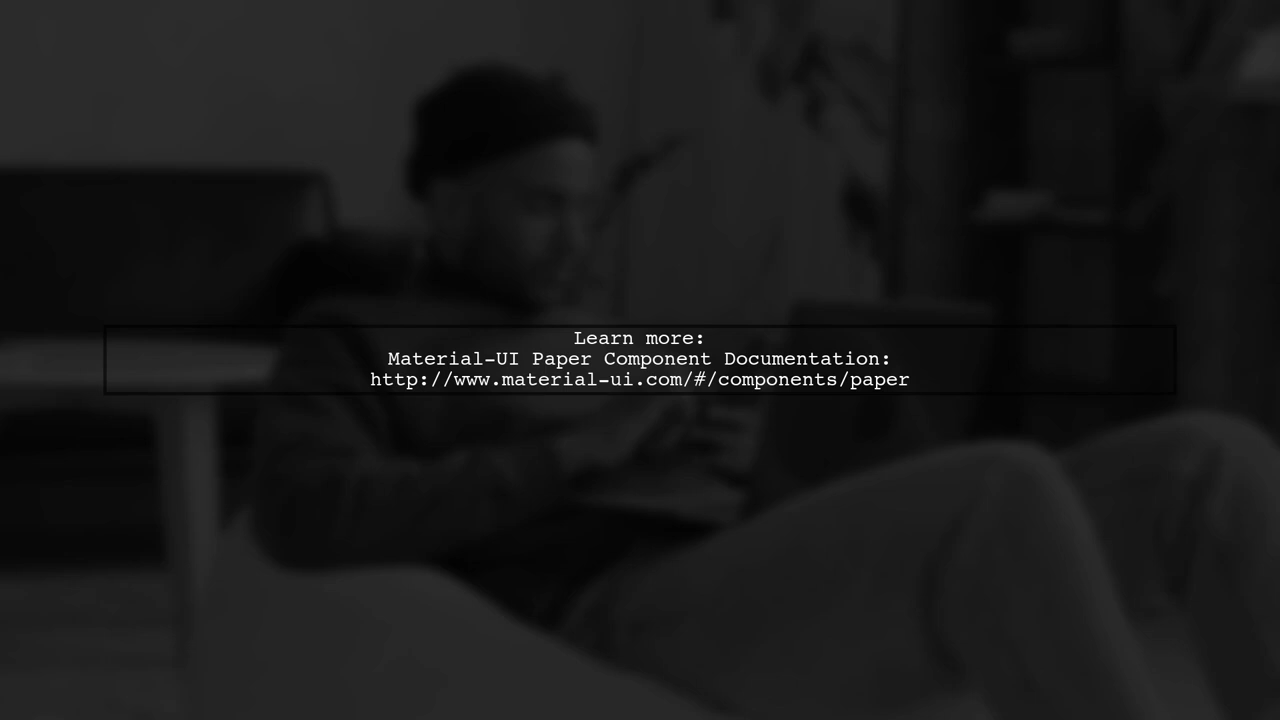 Learn more:
Material-UI Paper Component Documentation:
http://www.material-ui.com/#/components/paper